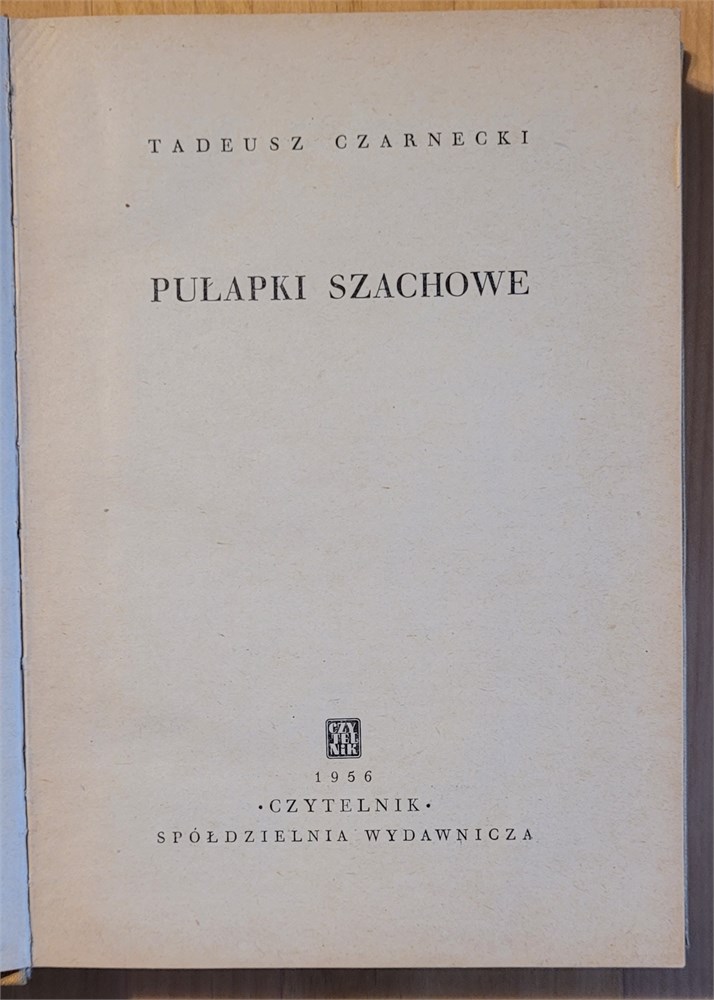 TADEUSZ CZARNECKI
PUŁAPKI SZACHOWE
CZY
TEL
NIK
1956
·CZYTELNIK·
SPÓŁDZIELNIA WYDAWNICZA